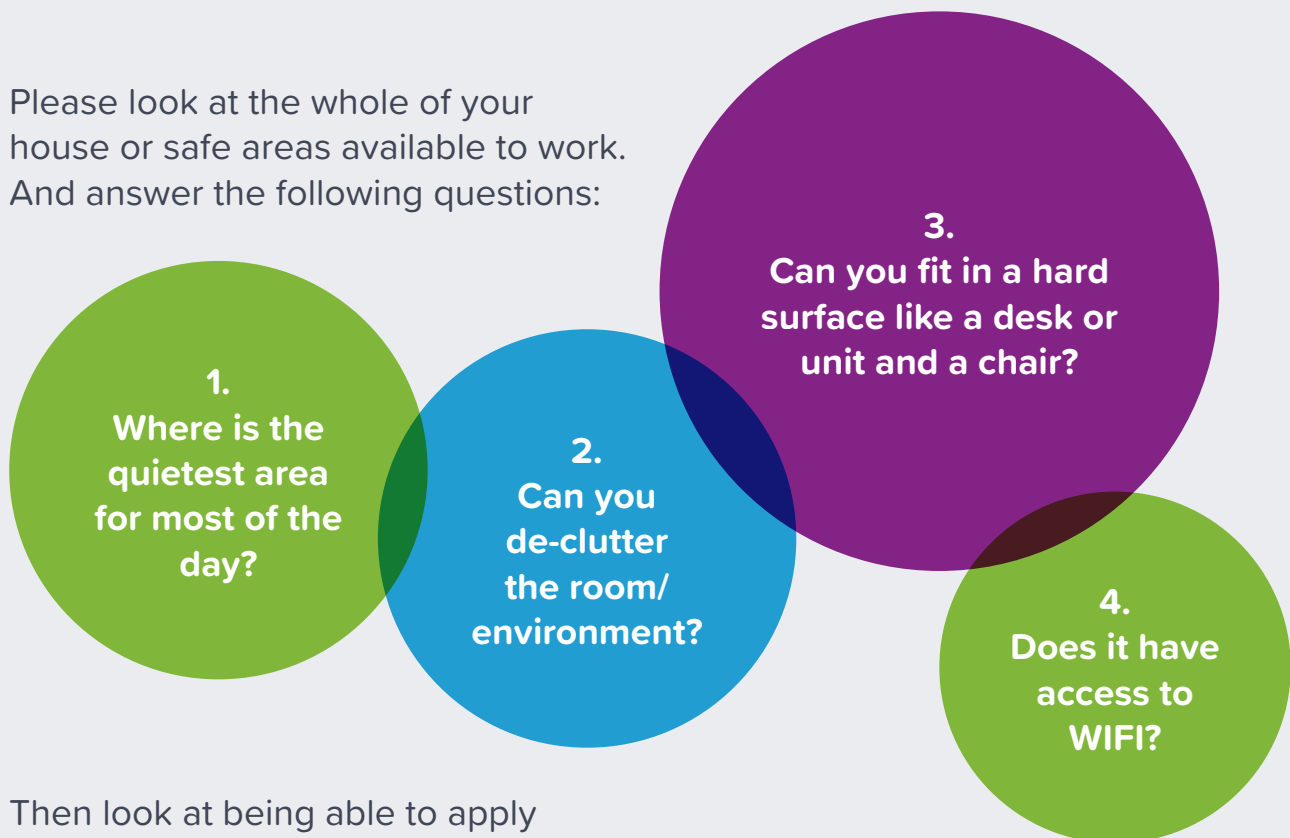 Please look at the whole of your
house or safe areas available to work.
And answer the following questions:
1.
Where is the
quietest area
for most of the
day?
2.
Can you
de-clutter
the room/
environment?
3.
Can you fit in a hard
surface like a desk or
unit and a chair?
4.
Does it have
access to
WIFI?
Then look at being able to apply